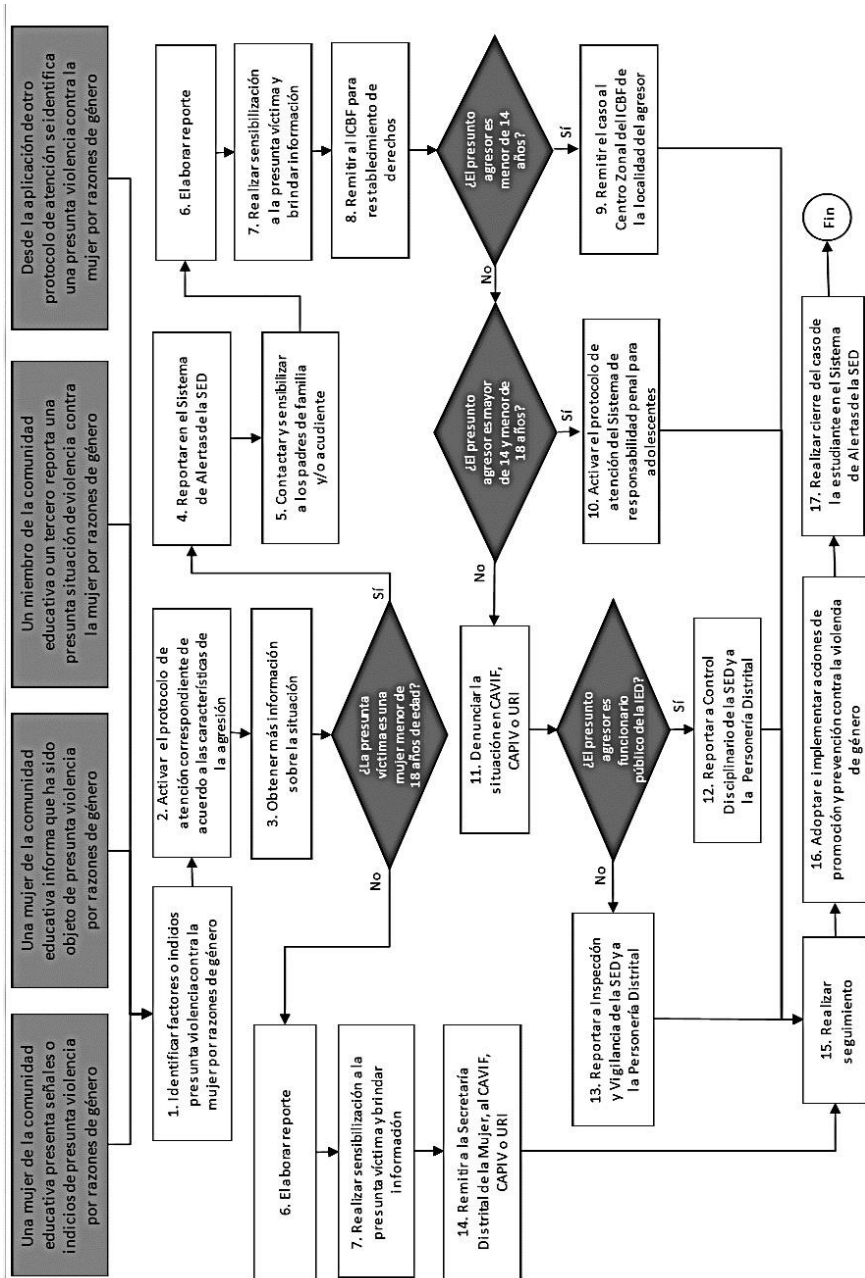 Una mujer de la comunidad
educativa presenta señales o
indicios de presunta violencia
por razones de género
Una mujer de la comunidad
educativa informa que ha sido
objeto de presunta violencia
por razones de género
Un miembro de la comunidad
educativa o un tercero reporta una
presunta situación de violencia contra
la mujer por razones de género
Desde la aplicación de otro
protocolo de atención se identifica
una presunta violencia contra la
mujer por razones de género
1. Identificar factores o indicios
presunta violencia contra la
mujer por razones de género
2. Activar el protocolo de
atención correspondiente de
acuerdo a las características de
la agresión
3. Obtener más información
sobre la situación
¿La presunta
víctima es una
mujer menor de
18 años de edad?
No
Sí
4. Reportar en el Sistema
de Alertas de la SED
5. Contactar y sensibilizar
a los padres de familia
y/o acudiente
6. Elaborar reporte
7. Realizar sensibilización
a la presunta víctima y
brindar información
8. Remitir al ICBF para
restablecimiento de
derechos
¿El presunto
agresor es
menor de 14
años?
No
Sí
9. Remitir el caso al
Centro Zonal del ICBF de
la localidad del agresor
¿El presunto
agresor es mayor
de 14 y menor de
18 años?
No
Sí
10. Activar el protocolo de
atención del Sistema de
responsabilidad penal para
adolescentes
11. Denunciar la
situación en CAVIF,
CAPIV o URI
¿El presunto
agresor es
funcionario
público de la IED?
No
Sí
12. Reportar a Control
Disciplinario de la SED y a
la Personería Distrital
13. Reportar a Inspección
y Vigilancia de la SED y a
la Personería Distrital
6. Elaborar reporte
7. Realizar sensibilización a la
presunta víctima y brindar
información
14. Remitir a la Secretaría
Distrital de la Mujer, al CAVIF,
CAPIV o URI
15. Realizar
seguimiento
16. Adoptar e implementar acciones de
promoción y prevención contra la violencia
de género
17. Realizar cierre del caso de
la estudiante en el Sistema
de Alertas de la SED
Fin